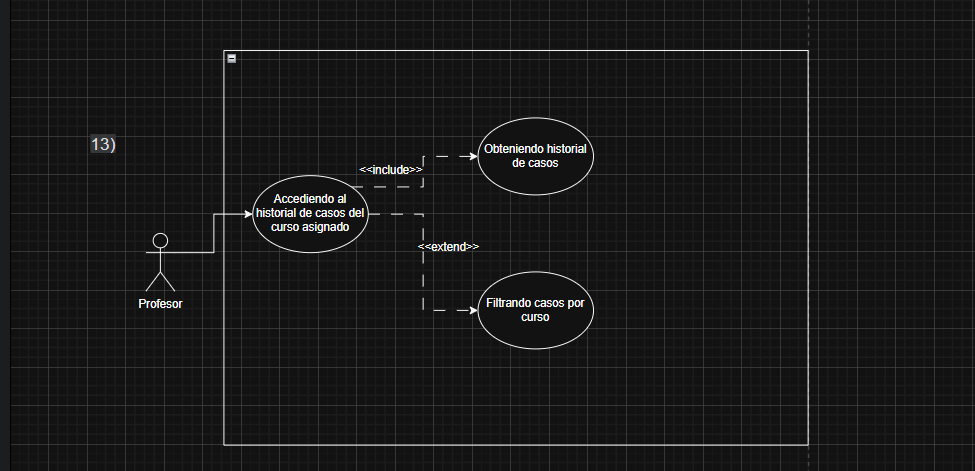 13)
Obteniendo historial
de casos
<<include>>
Accediendo al
historial de casos del
curso asignado
<<extend>>
Profesor
Filtrando casos por
curso